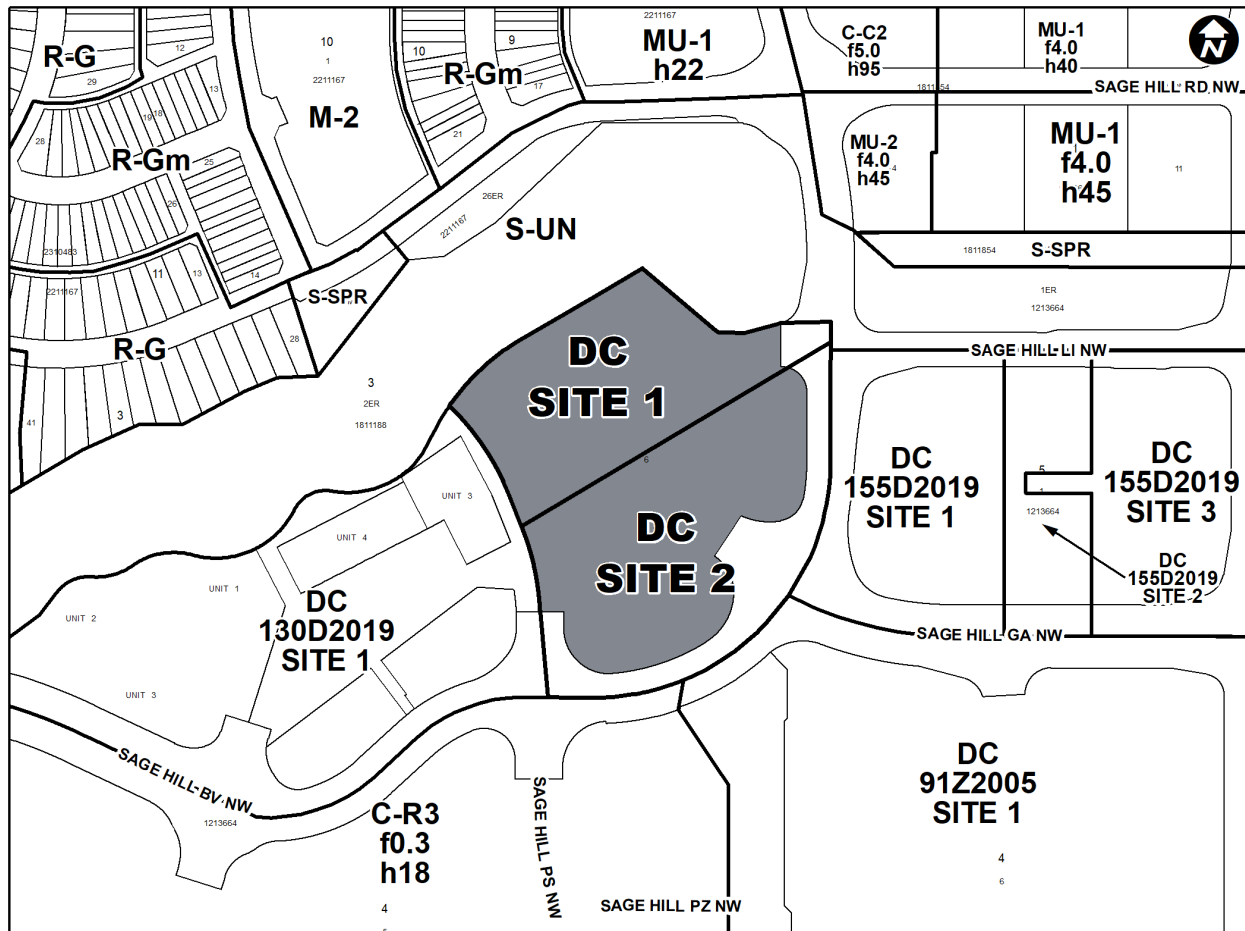 R-G
29
12
10
1
2211167
M-2
10
9
R-Gm
17
21
2211167
MU-1
h22
C-C2
f5.0
h95
MU-1
f4.0
h40
N
1811854
SAGE HILL RD NW
13
19
18
28
R-Gm
25
26
2310483
11
13
14
2211167
R-G
28
41
3
S-SPR
26ER
2211167
S-UN
MU-2
f4.0
h45
4
MU-1
f4.0
h45
11
1811854
S-SPR
1ER
1213664
SAGE HILL LI NW
3
2ER
1811188
DC
SITE 1
6
DC
SITE 2
DC
155D2019
SITE 1
5
1
1213664
DC
155D2019
SITE 3
DC
155D2019
SITE 2
UNIT 3
UNIT 4
UNIT 1
UNIT 2
UNIT 3
DC
130D2019
SITE 1
SAGE HILL GA NW
SAGE HILL BV NW
1213664
C-R3
f0.3
h18
4
SAGE HILL PS NW
SAGE HILL PZ NW
DC
91Z2005
SITE 1
4
6